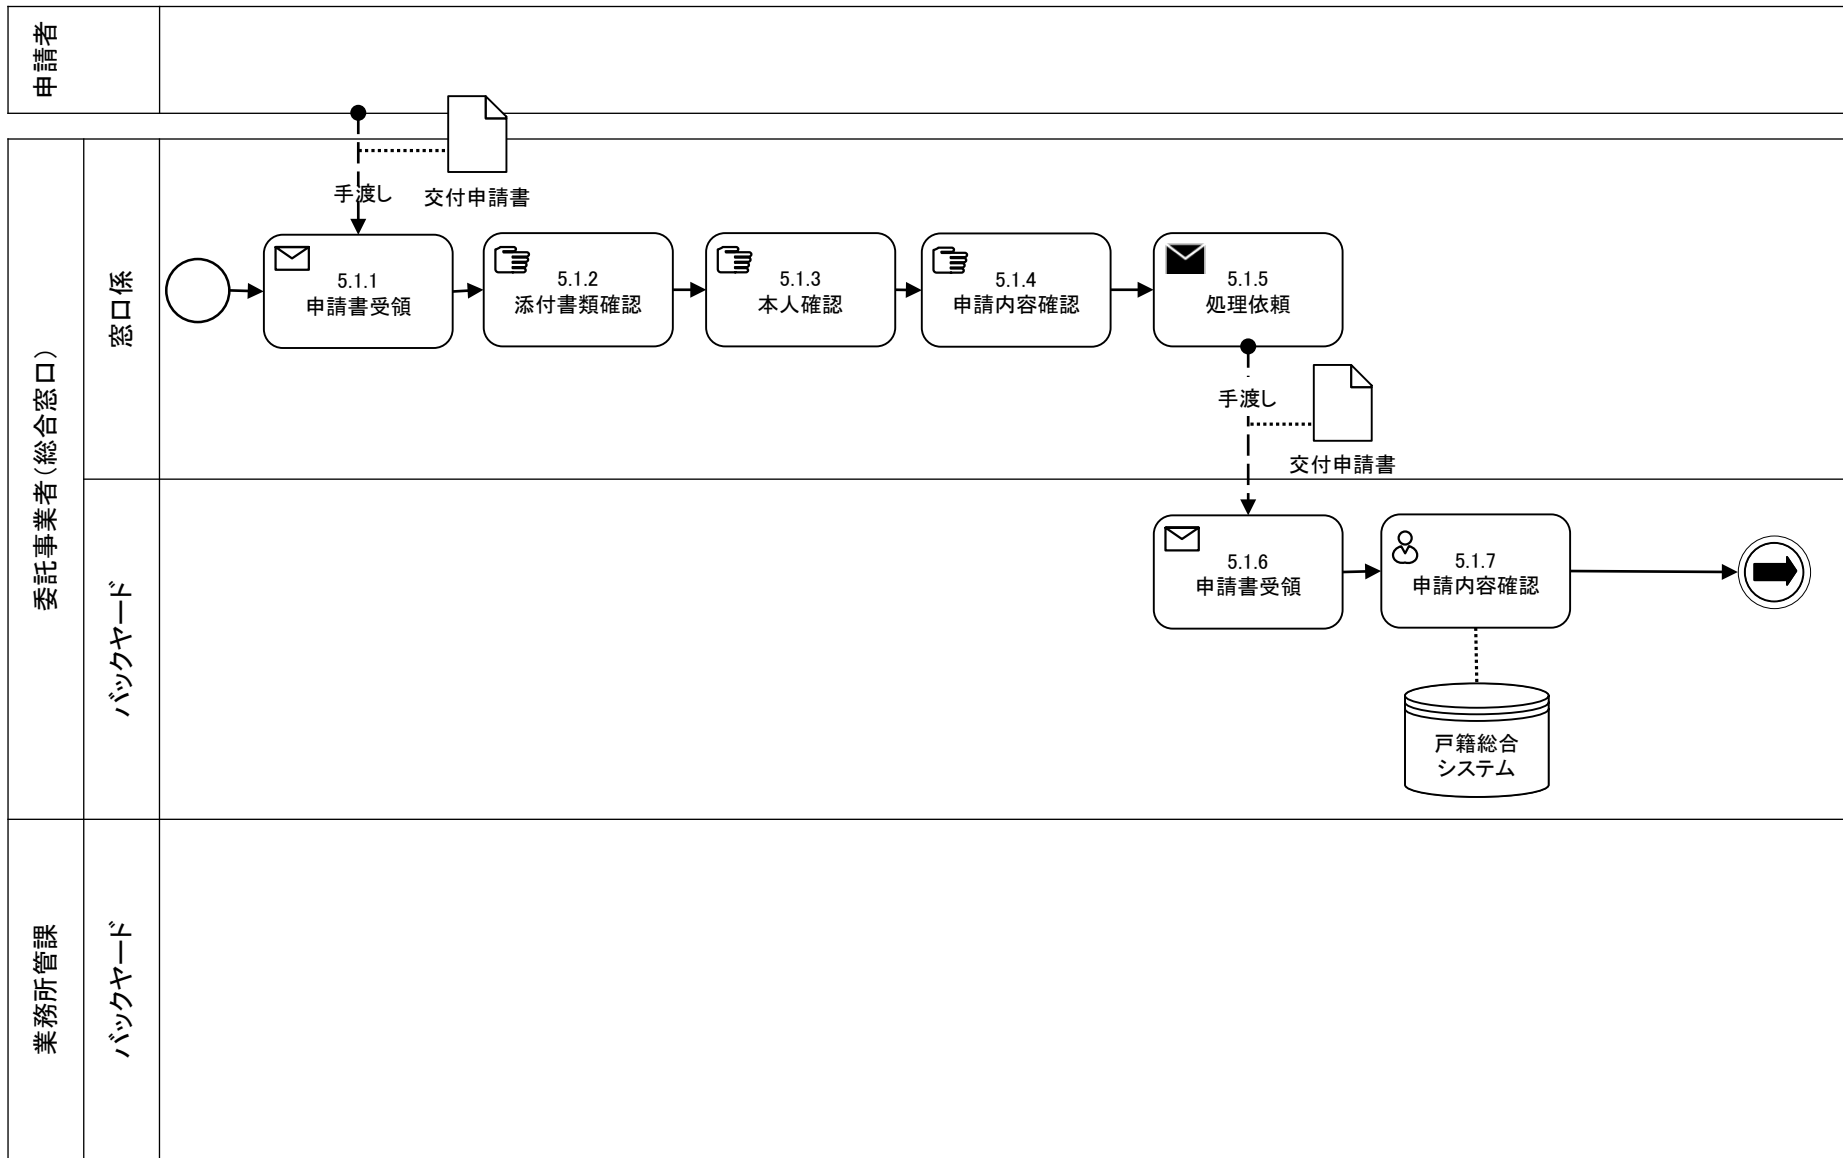 申請者
手渡し
交付申請書
委託事業者（総合窓口）
窓口係
5.1.1
申請書受領
5.1.2
添付書類確認
5.1.3
本人確認
5.1.4
申請内容確認
5.1.5
処理依頼
手渡し
交付申請書
バックヤード
5.1.6
申請書受領
5.1.7
申請内容確認
戸籍総合
システム
業務所管課
バックヤード